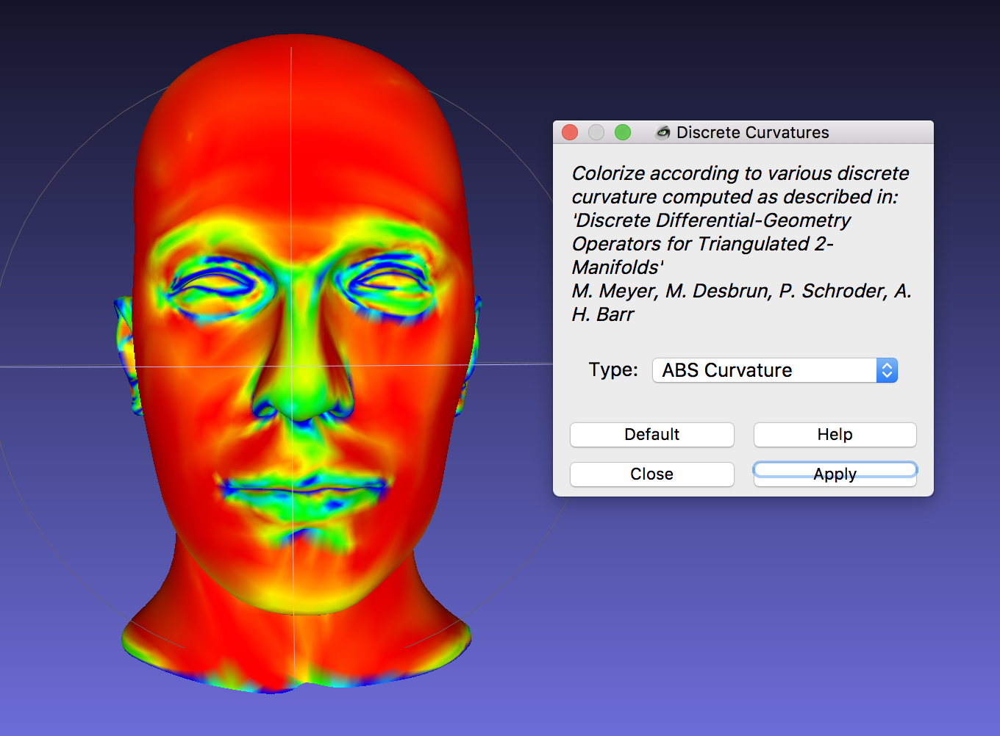 Discrete Curvatures
Colorize according to various discrete
curvature computed as described in:
'Discrete Differential-Geometry
Operators for Triangulated 2-
Manifolds'
M. Meyer, M. Desbrun, P. Schroder, A.
H. Barr
Type: ABS Curvature
Default Help
Close Apply